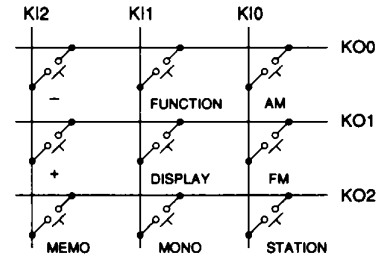 KI2 KI1 KI0
KO0
− FUNCTION AM
KO1
+ DISPLAY FM
KO2
MEMO MONO STATION